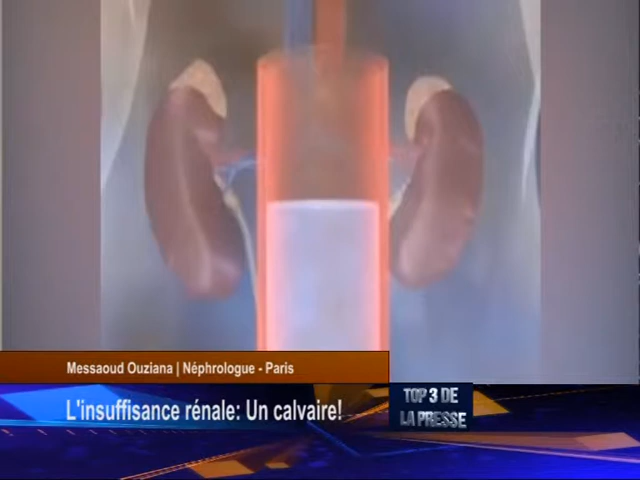 Messaoud Ouziana | Néphrologue - Paris
L'insuffisance rénale: Un calvaire!
TOP 3 DE
LA PRESSE